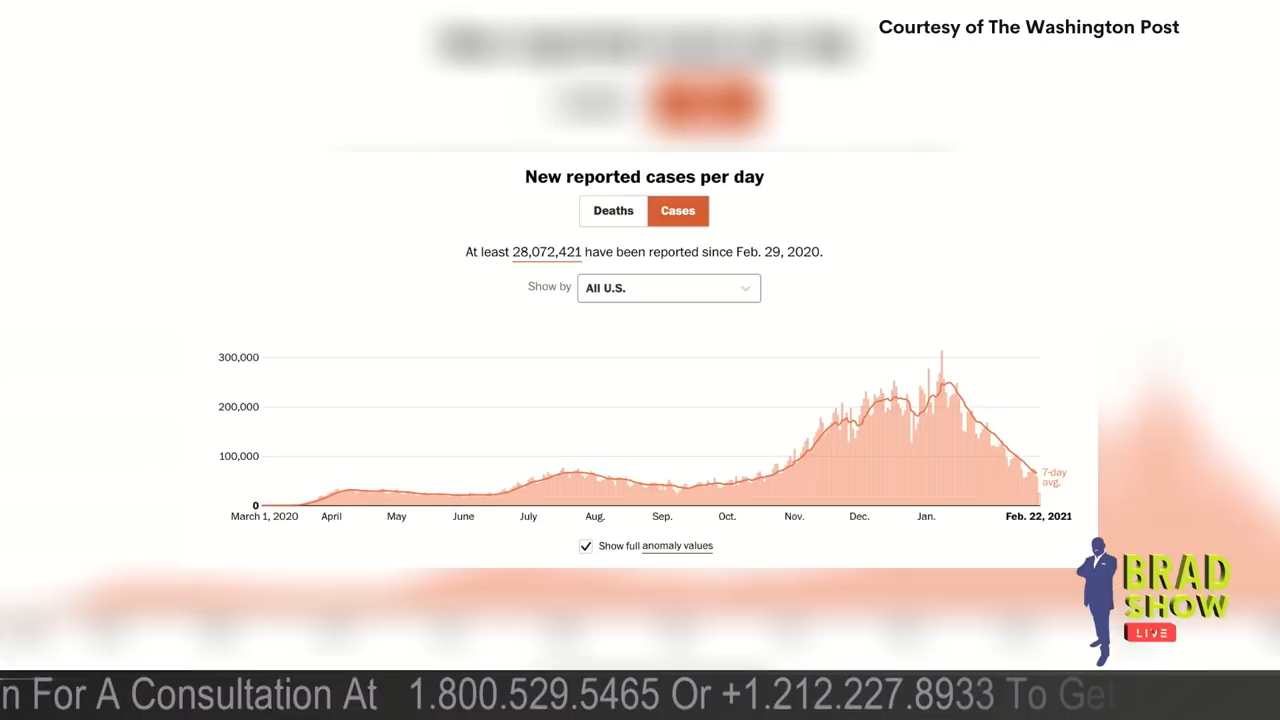 Courtesy of The Washington Post
New reported cases per day
Deaths
Cases
At least 28,072,421 have been reported since Feb. 29, 2020.
Show by
All U.S.
300,000
200,000
100,000
0
7-day
avg.
March 1, 2020 April May June July Aug. Sep. Oct. Nov. Dec. Jan. Feb. 22, 2021
Show full anomaly values
BRAD
SHOW
LIVE
n For A Consultation At 1.800.529.5465 Or +1.212.227.8933 To Get